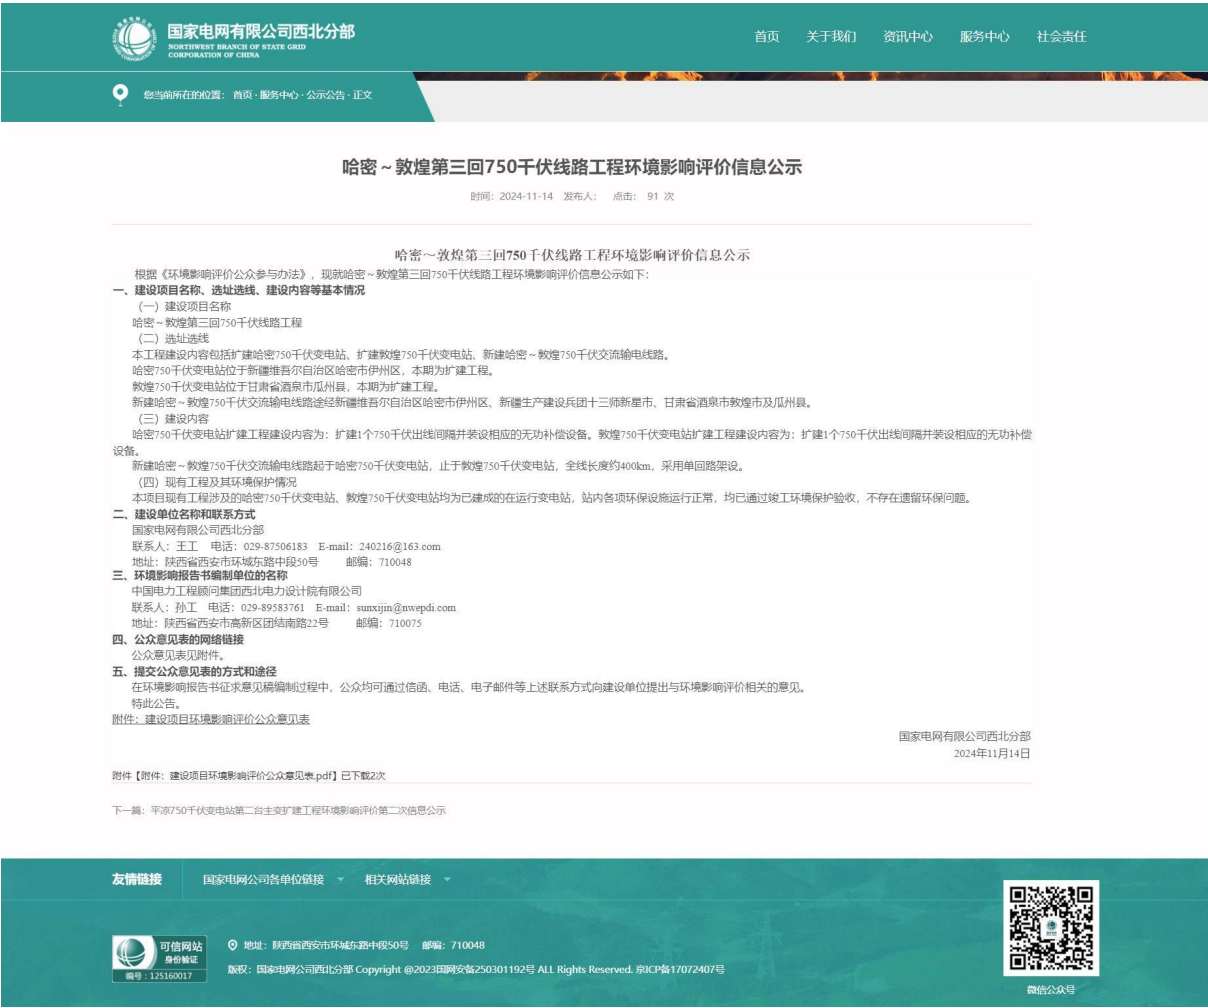 国家电网有限公司西北分部
NORTHWEST BRANCH OF STATE GRID
CORPORATION OF CHINA
首页 关于我们 资讯中心 服务中心 社会责任
您当前所在的位置: 首页 · 服务中心 · 公示公告 · 正文
哈密～敦煌第三回750千伏线路工程环境影响评价信息公示
时间: 2024-11-14 发布人: 点击: 91 次
哈密～敦煌第三回750千伏线路工程环境影响评价信息公示
根据《环境影响评价公众参与办法》，现就哈密～敦煌第三回750千伏线路工程环境影响评价信息公示如下：
一、建设项目名称、选址选线、建设内容等基本情况
（一）建设项目名称
哈密～敦煌第三回750千伏线路工程
（二）选址选线
本工程建设内容包括扩建哈密750千伏变电站、扩建敦煌750千伏变电站、新建哈密～敦煌750千伏交流输电线路。
哈密750千伏变电站位于新疆维吾尔自治区哈密市伊州区，本期为扩建工程。
敦煌750千伏变电站位于甘肃省酒泉市瓜州县，本期为扩建工程。
新建哈密～敦煌750千伏交流输电线路途经新疆维吾尔自治区哈密市伊州区、新疆生产建设兵团十三师新星市、甘肃省酒泉市敦煌市及瓜州县。
（三）建设内容
哈密750千伏变电站扩建工程建设内容为：扩建1个750千伏出线间隔并装设相应的无功补偿设备。敦煌750千伏变电站扩建工程建设内容为：扩建1个750千伏出线间隔并装设相应的无功补偿
设备。
新建哈密～敦煌750千伏交流输电线路起于哈密750千伏变电站，止于敦煌750千伏变电站，全线长度约400km，采用单回路架设。
（四）现有工程及其环境保护情况
本项目现有工程涉及的哈密750千伏变电站、敦煌750千伏变电站均为已建成的在运行变电站，站内各项环保设施运行正常，均已通过竣工环境保护验收，不存在遗留环保问题。
二、建设单位名称和联系方式
国家电网有限公司西北分部
联系人：王工 电话：029-87506183 E-mail：240216@163.com
地址：陕西省西安市环城东路中段50号 邮编：710048
三、环境影响报告书编制单位的名称
中国电力工程顾问集团西北电力设计院有限公司
联系人：孙工 电话：029-89583761 E-mail：sunxijin@nwepdi.com
地址：陕西省西安市高新区团结南路22号 邮编：710075
四、公众意见表的网络链接
公众意见表见附件。
五、提交公众意见表的方式和途径
在环境影响报告书征求意见稿编制过程中，公众均可通过信函、电话、电子邮件等上述联系方式向建设单位提出与环境影响评价相关的意见。
特此公告。
附件：建设项目环境影响评价公众意见表
国家电网有限公司西北分部
2024年11月14日
附件【附件：建设项目环境影响评价公众意见表.pdf】已下载2次
下一篇：平凉750千伏变电站第二台主变扩建工程环境影响评价第二次信息公示
友情链接 国家电网公司各单位链接 相关网站链接
可信网站
身份验证
编号：125160017
地址：陕西省西安市环城东路中段50号 邮编：710048
版权：国家电网公司西北分部 Copyright @2023国网安备250301192号 ALL Rights Reserved. 京ICP备17072407号
微信公众号